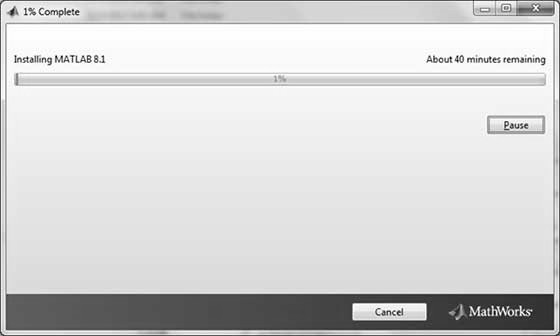 1% Complete
Installing MATLAB 8.1 About 40 minutes remaining
1%
Pause
Cancel MathWorks®